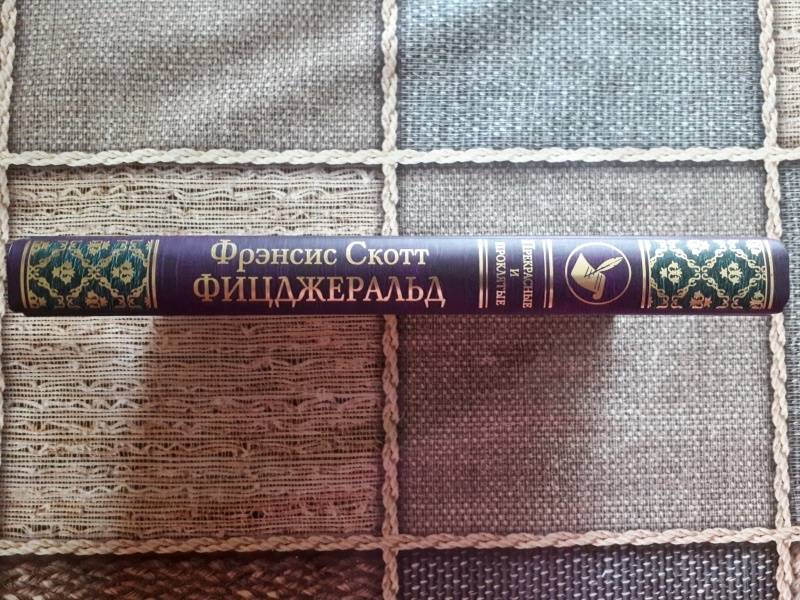 Фрэнсис Скотт
ФИЦДЖЕРАЛЬД
ПРЕКРАСНЫЕ
И
ПРОКЛЯТЫЕ